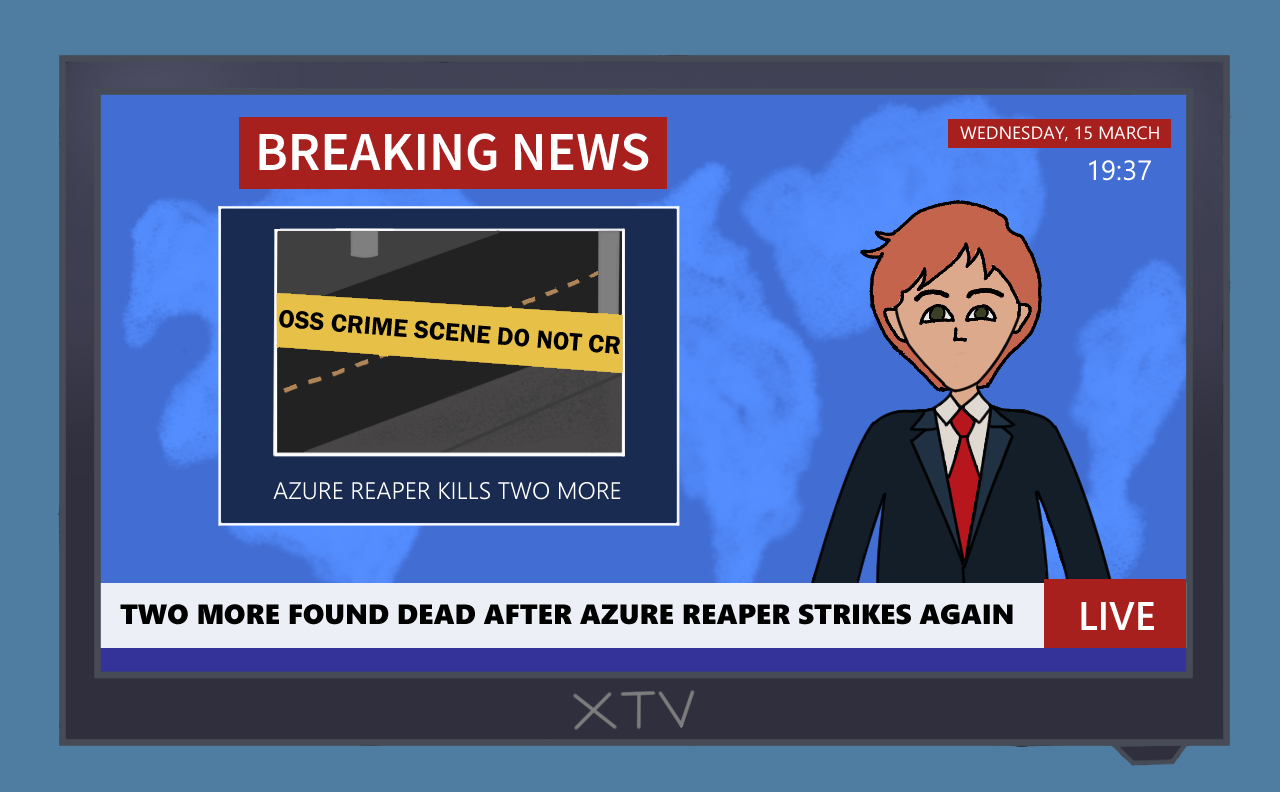 BREAKING NEWS
WEDNESDAY, 15 MARCH
19:37
OSS CRIME SCENE DO NOT CR
AZURE REAPER KILLS TWO MORE
TWO MORE FOUND DEAD AFTER AZURE REAPER STRIKES AGAIN
LIVE
XTV